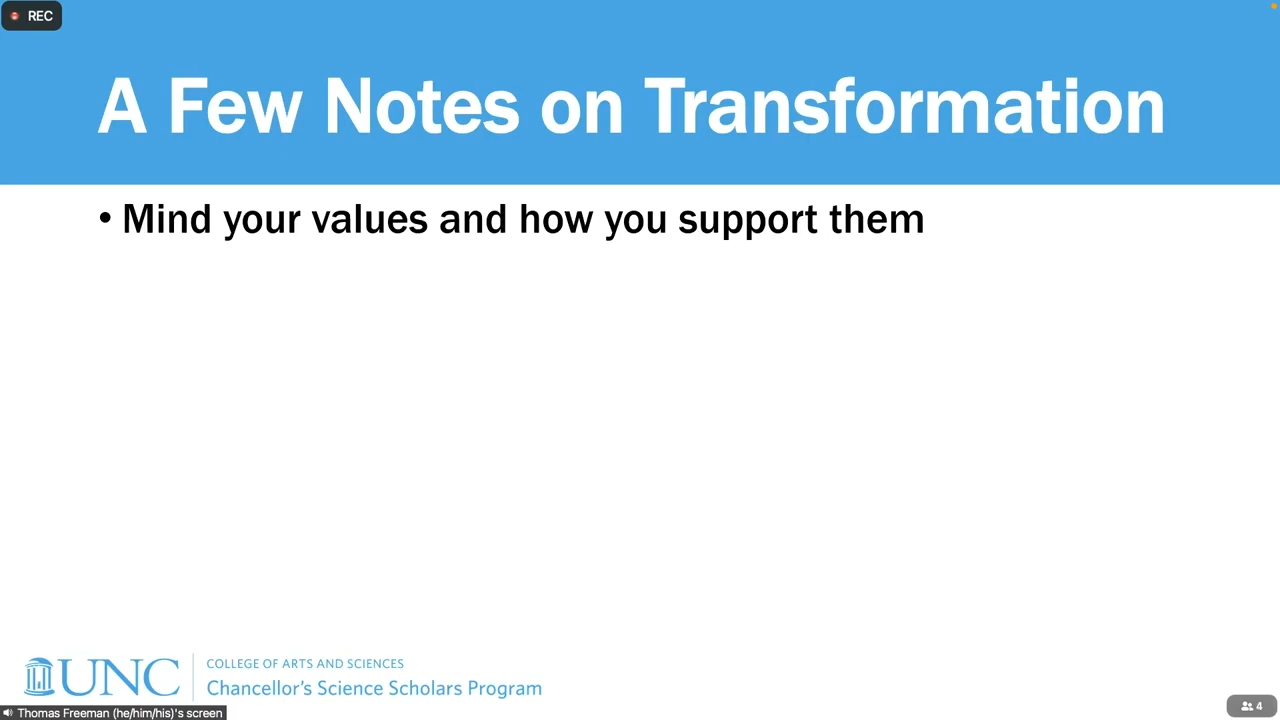 REC
A Few Notes on Transformation
• Mind your values and how you support them
UNC
COLLEGE OF ARTS AND SCIENCES
Chancellor's Science Scholars Program
Thomas Freeman (he/him/his)'s screen
4